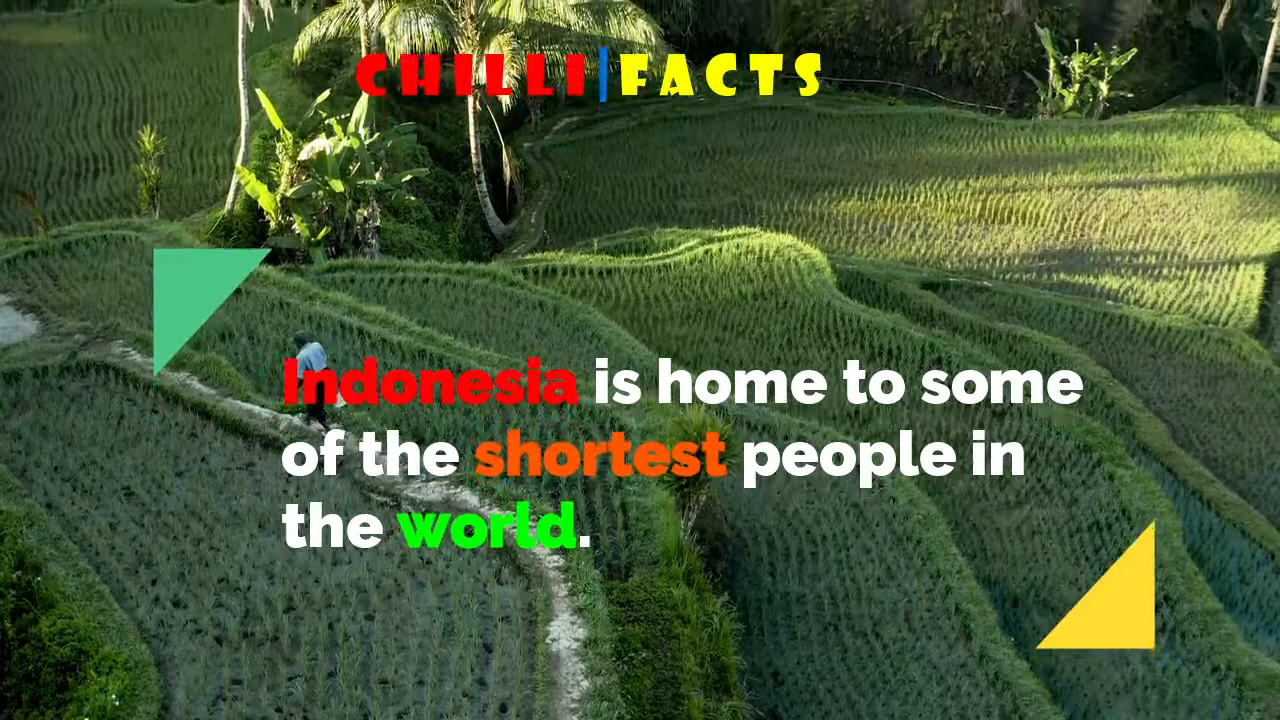 CHILLI|FACTS
Indonesia is home to some
of the shortest people in
the world.